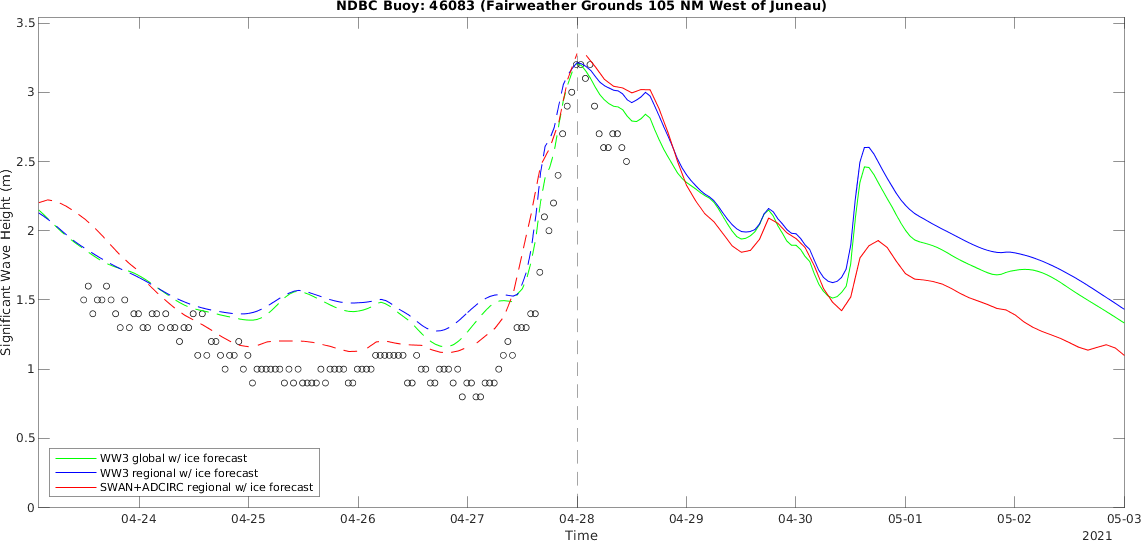 NDBC Buoy: 46083 (Fairweather Grounds 105 NM West of Juneau)
3.5
3
2.5
2
1.5
1
0.5
0
Significant Wave Height (m)
WW3 global w/ ice forecast
WW3 regional w/ ice forecast
SWAN+ADCIRC regional w/ ice forecast
04-24 04-25 04-26 04-27 04-28 04-29 04-30 05-01 05-02 05-03
Time
2021